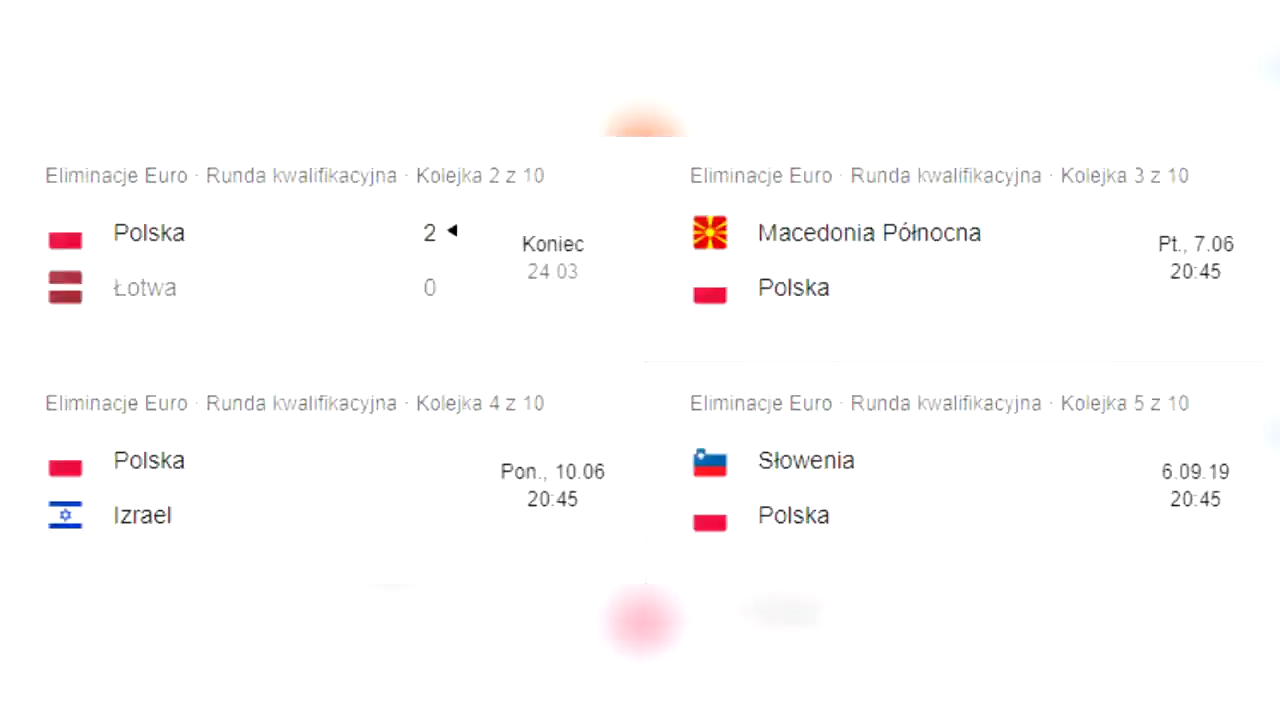 Eliminacje Euro · Runda kwalifikacyjna · Kolejka 2 z 10
Polska 2
Koniec
24 03
Łotwa 0
Eliminacje Euro · Runda kwalifikacyjna · Kolejka 3 z 10
Macedonia Północna
Pt., 7.06
20:45
Polska
Eliminacje Euro · Runda kwalifikacyjna · Kolejka 4 z 10
Polska
Pon., 10.06
20:45
Izrael
Eliminacje Euro · Runda kwalifikacyjna · Kolejka 5 z 10
Słowenia
6.09.19
20:45
Polska